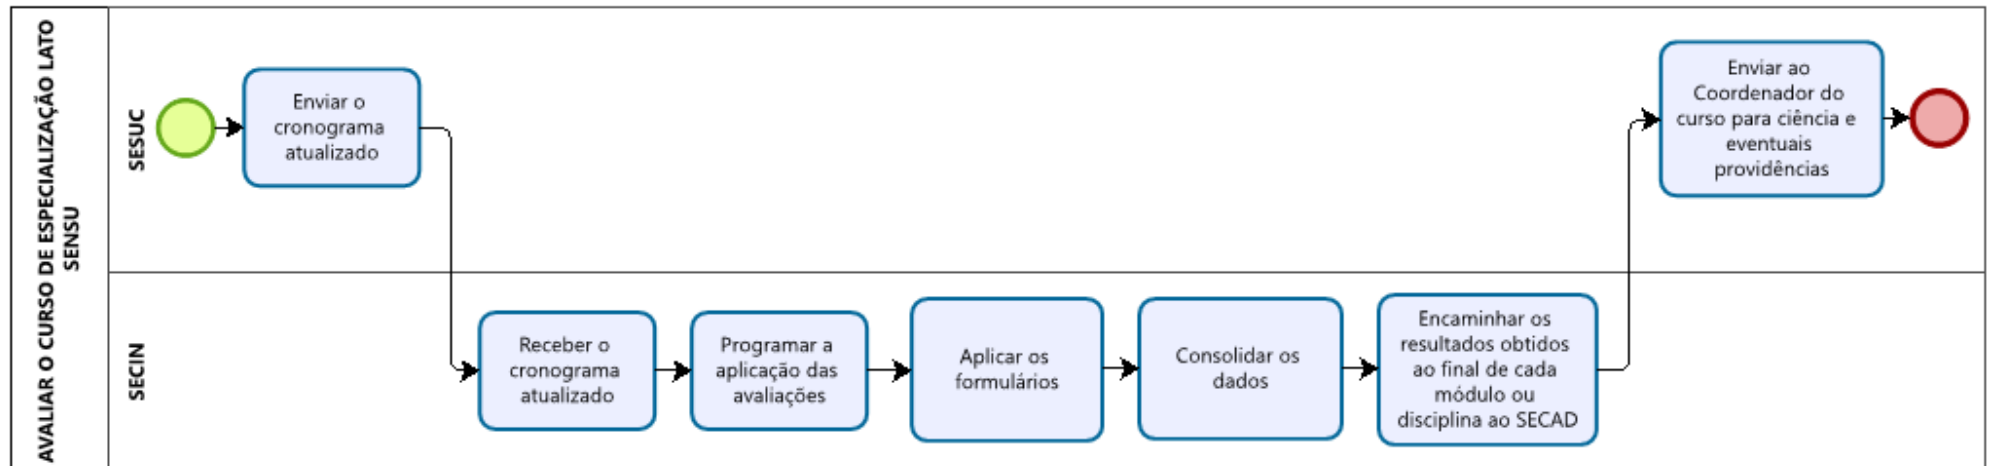 AVALIAR O CURSO DE ESPECIALIZAÇÃO LATO
SENSU
SESUC
Enviar o
cronograma
atualizado
Enviar ao
Coordenador do
curso para ciência e
eventuais
providências
SECIN
Receber o
cronograma
atualizado
Programar a
aplicação das
avaliações
Aplicar os
formulários
Consolidar os
dados
Encaminhar os
resultados obtidos
ao final de cada
módulo ou
disciplina ao SECAD